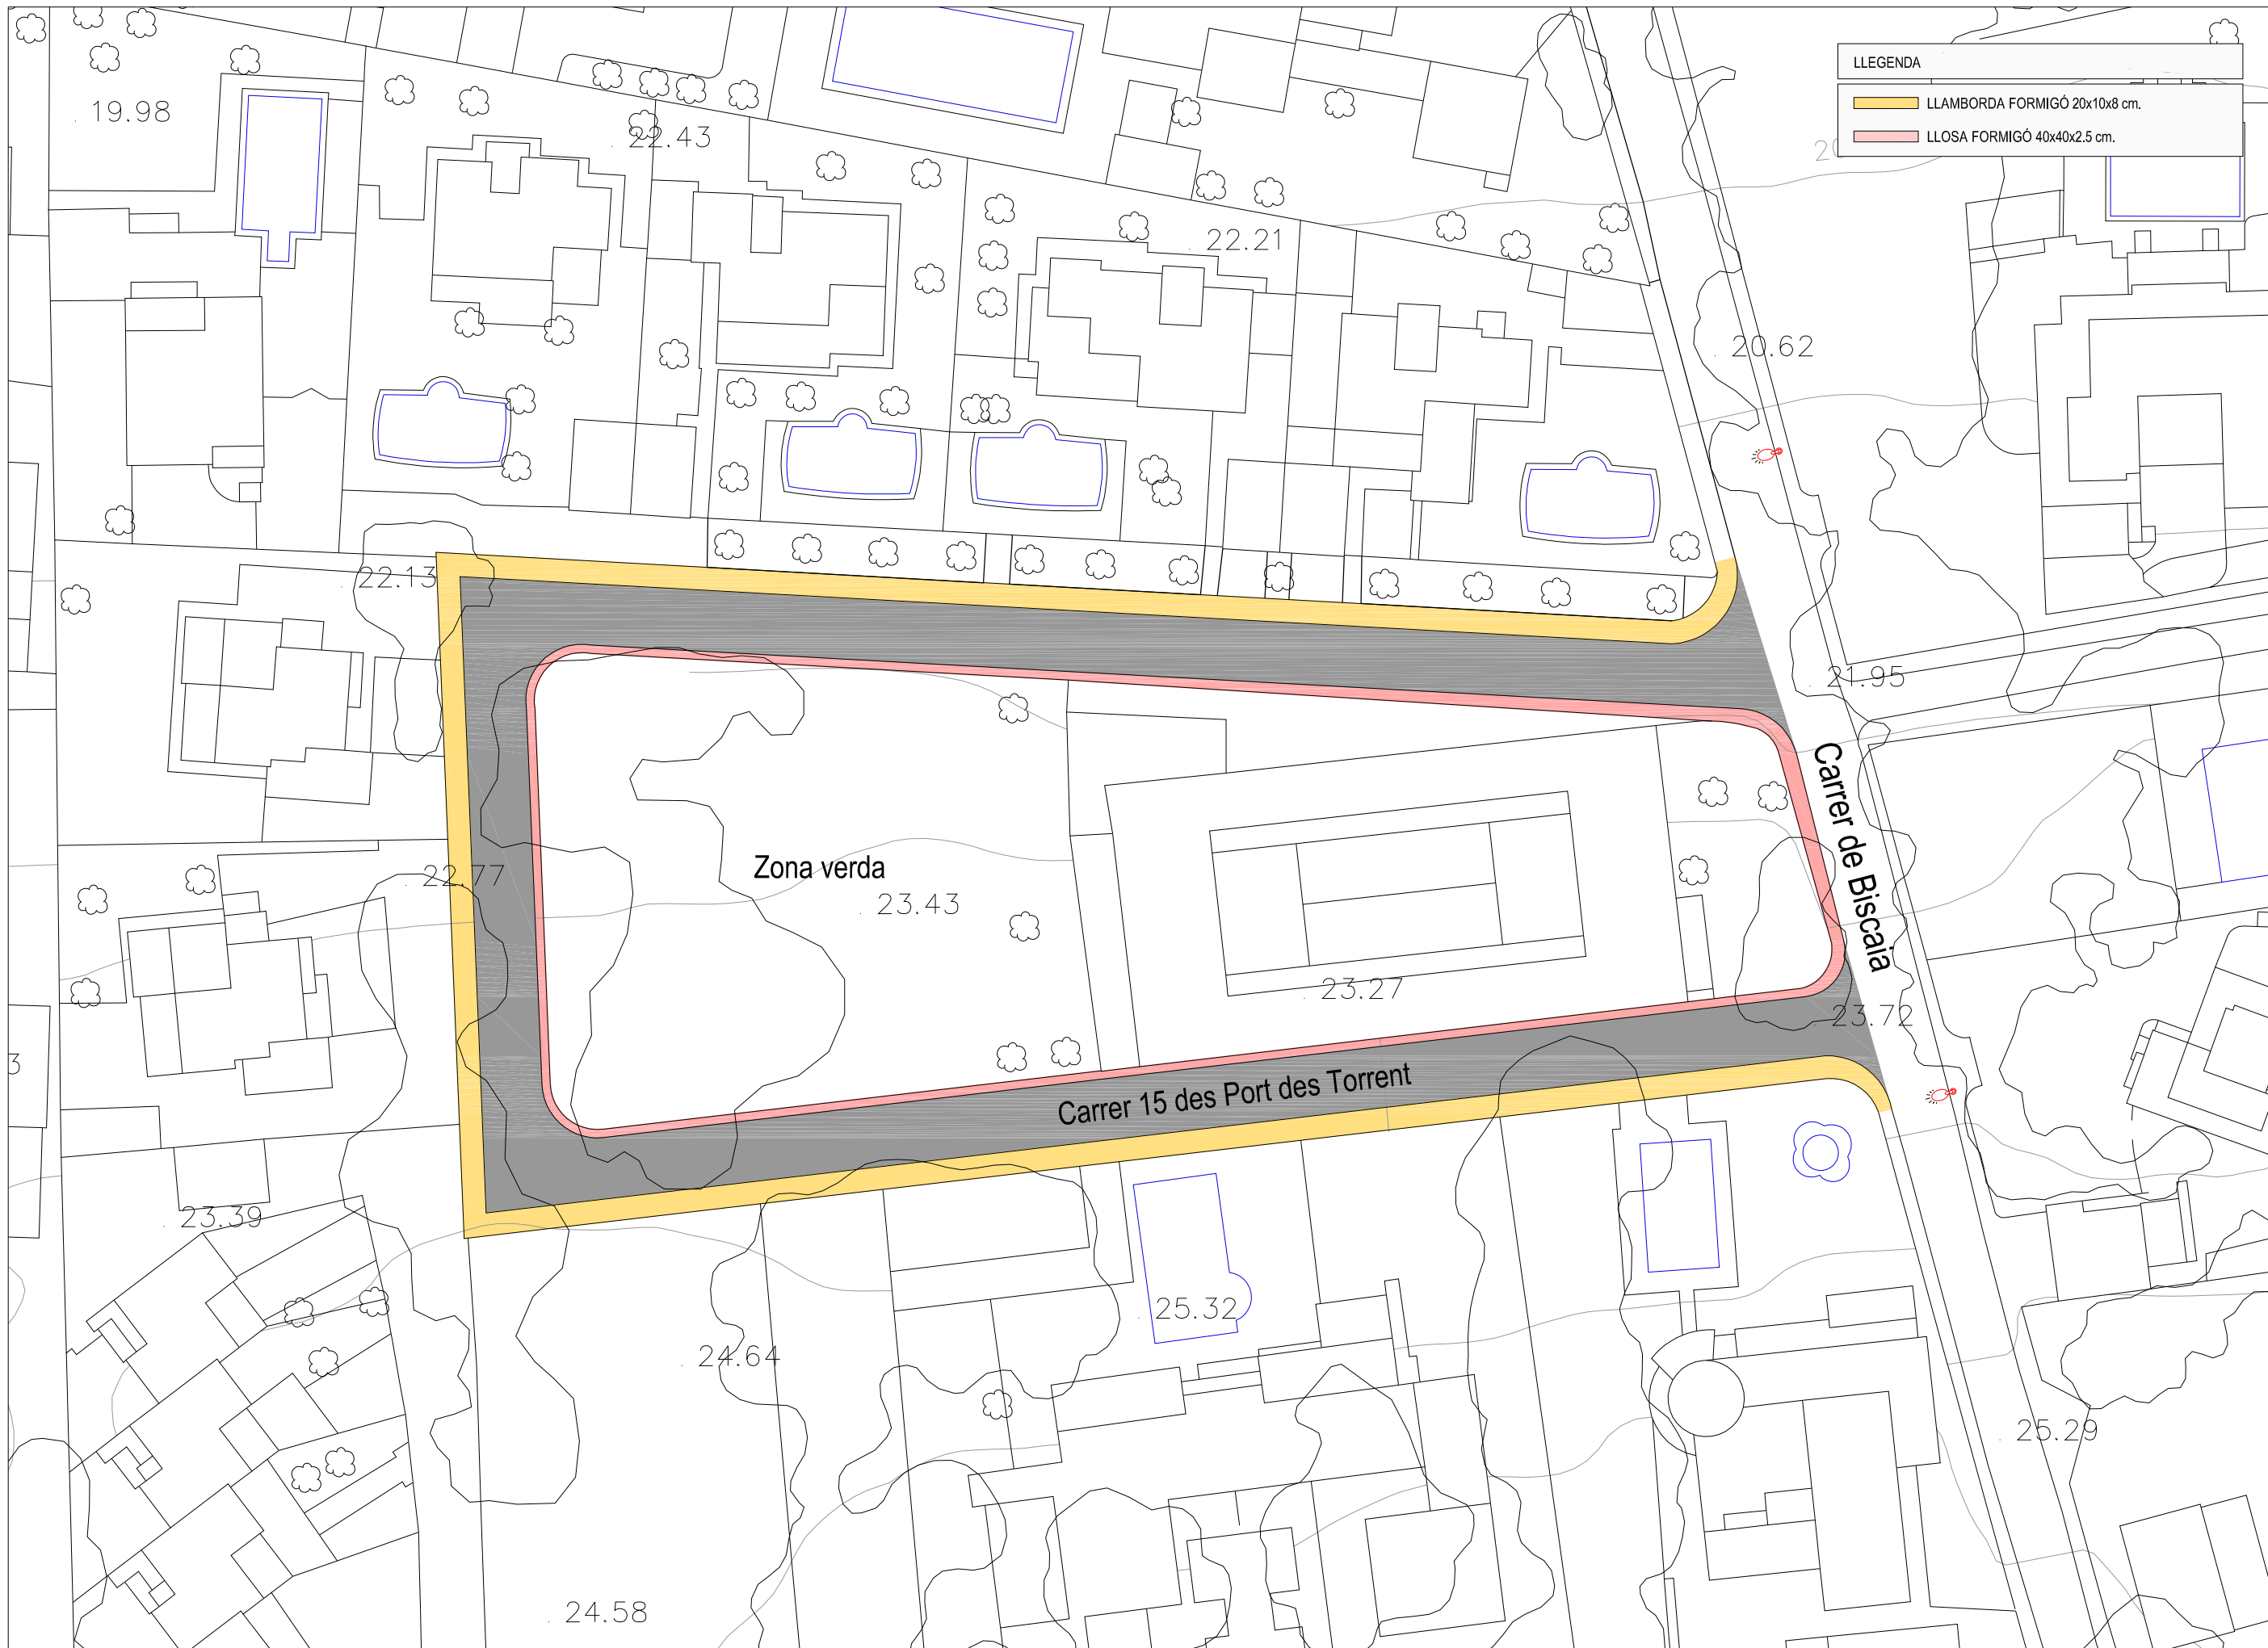 LLEGENDA
LLAMBORDA FORMIGÓ 20x10x8 cm.
LLOSA FORMIGÓ 40x40x2.5 cm.
19.98
22.43
22.21
20.62
22.13
21.95
Carrer de Biscaia
Zona verda
22.77
23.43
23.27
23.72
Carrer 15 des Port des Torrent
23.39
25.32
24.64
25.29
24.58